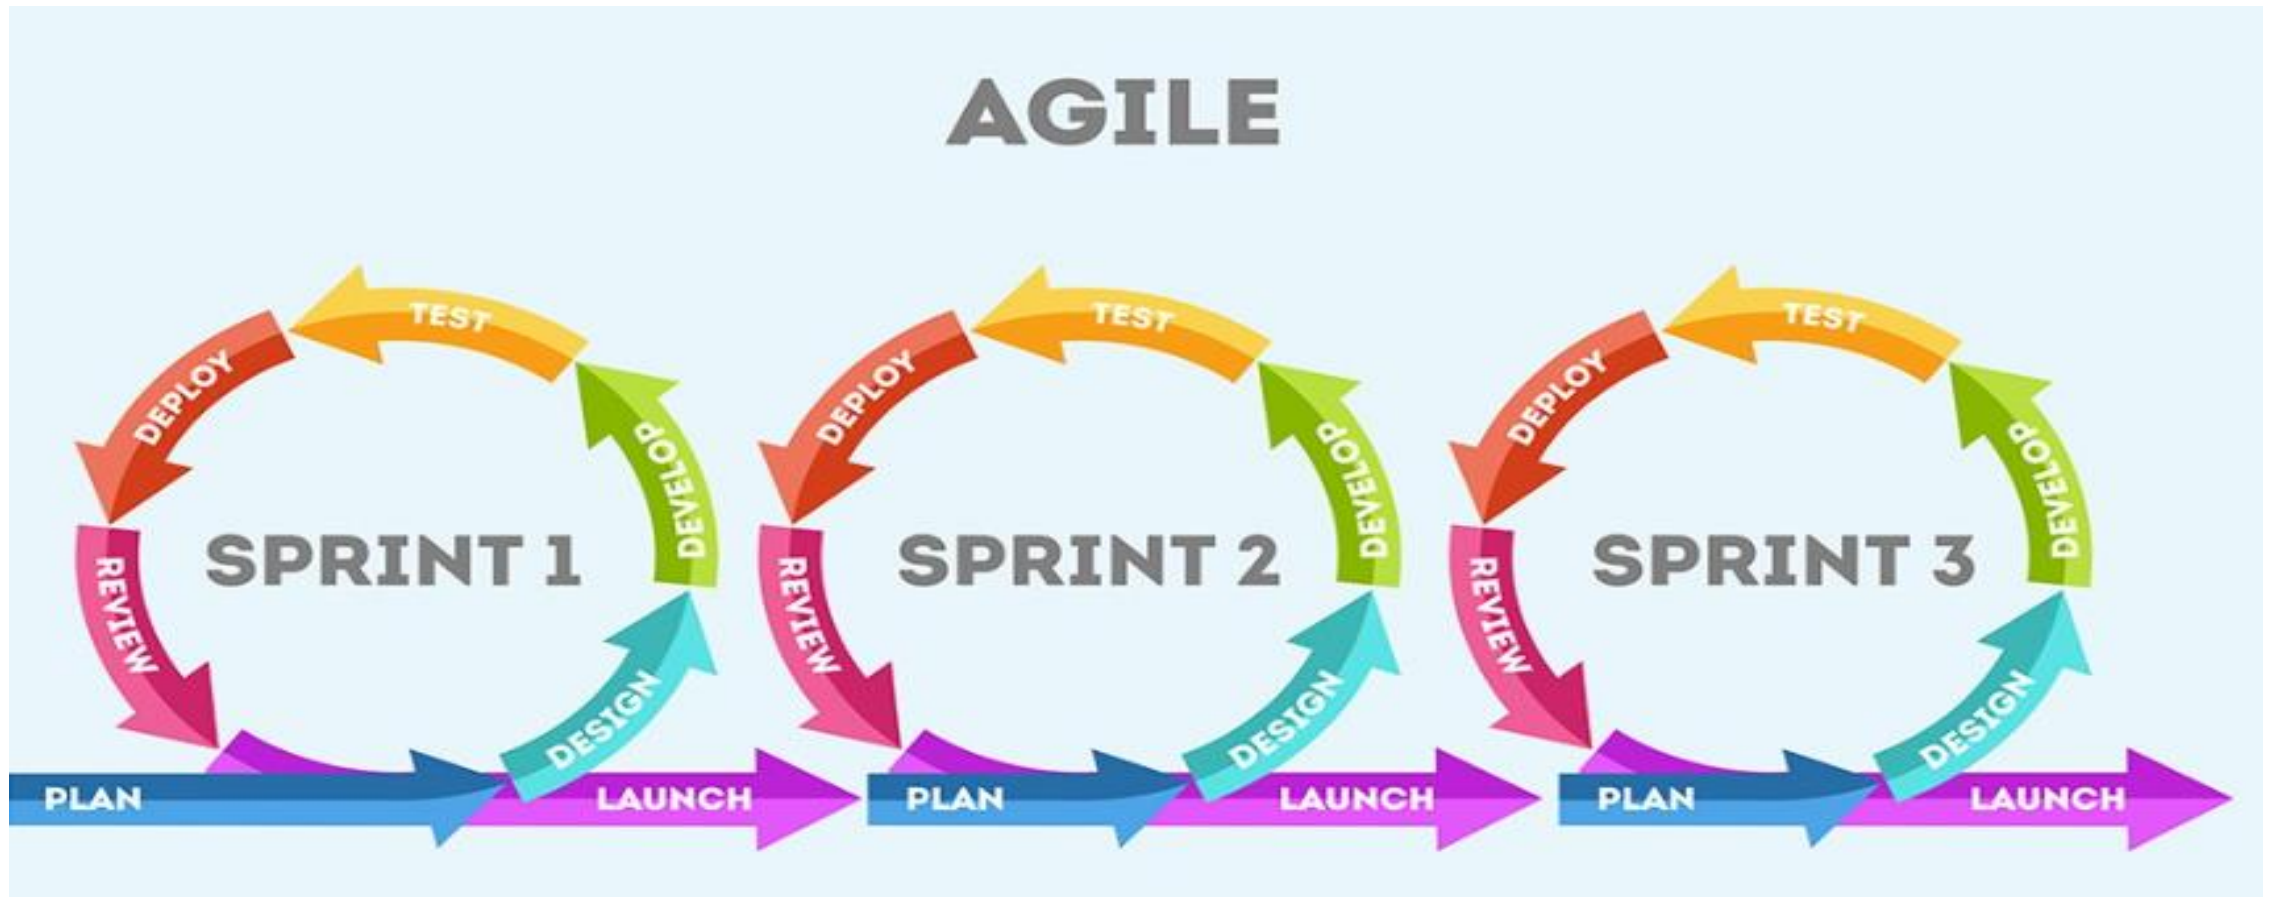 AGILE
TEST
DEPLOY
DEVELOP
REVIEW
SPRINT 1
DESIGN
PLAN
LAUNCH
TEST
DEPLOY
DEVELOP
REVIEW
SPRINT 2
DESIGN
PLAN
LAUNCH
TEST
DEPLOY
DEVELOP
REVIEW
SPRINT 3
DESIGN
PLAN
LAUNCH